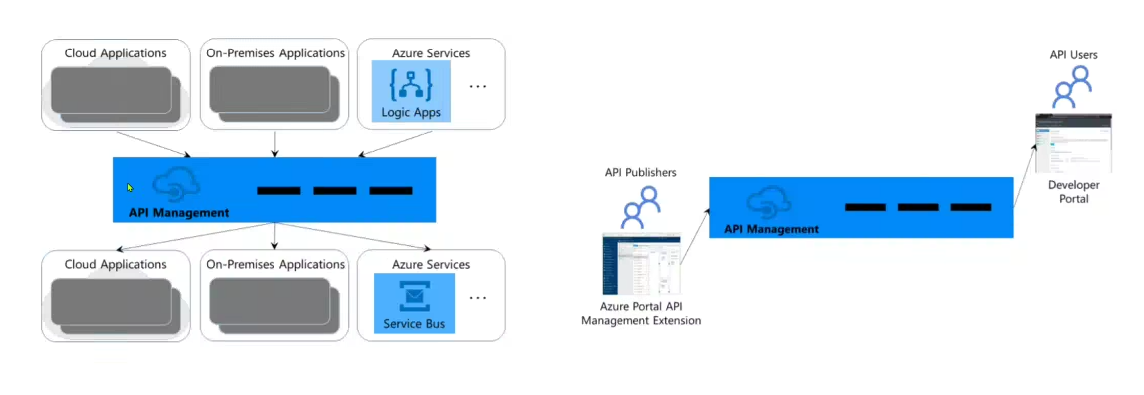 Cloud Applications
On-Premises Applications
Azure Services
Logic Apps
...
API Management
Cloud Applications
On-Premises Applications
Azure Services
Service Bus
...
API Users
Developer
Portal
API Publishers
Azure Portal API
Management Extension
API Management